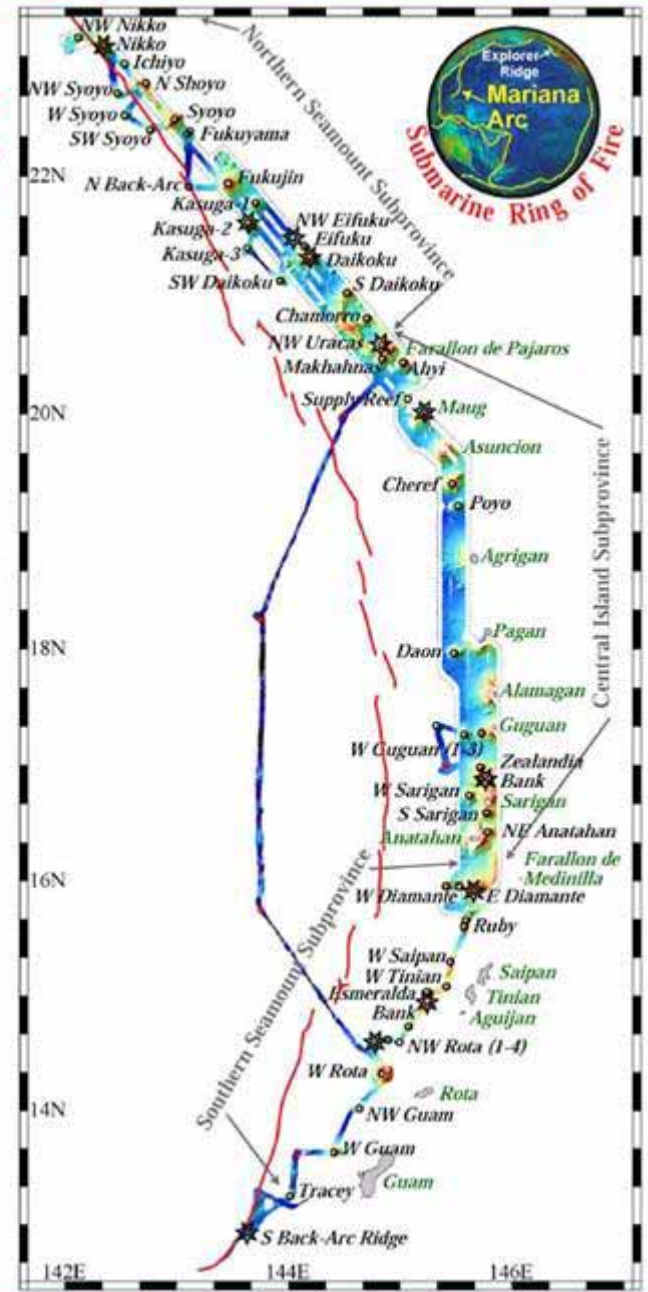 NW Nikko
Nikko
Ichiyo
NW Syoyo
N Shoyo
W Syoyo
Syoyo
SW Syoyo
Fukuyama
22N
N Back-Arc
Fukujin
Kasuga-1
Kasuga-2
NW Eifuku
Eifuku
Kasuga-3
Daikoku
SW Daikoku
S Daikoku
Chamorro
NW Uracas
Farallon de Pajaros
Makhahnas
Ahyi
20N
Supply Reef
Maug
Asuncion
Cheref
Poyo
Agrigan
Pagan
18N
Daon
Alamagan
Guguan
W Guguan (1-3)
Zealandia
Bank
W Sarigan
Sarigan
S Sarigan
Anatahan
NE Anatahan
Farallon de
Medinilla
16N
W Diamante
E Diamante
Ruby
W Saipan
Saipan
W Tinian
Tinian
Esmeralda
Bank
Aguijan
NW Rota (1-4)
W Rota
Rota
14N
NW Guam
W Guam
Guam
Tracey
S Back-Arc Ridge
142E
144E
146E
Northern Seamount Subprovince
Central Island Subprovince
Southern Seamount Subprovince
Explorer
Ridge
Mariana
Arc
Submarine Ring of Fire